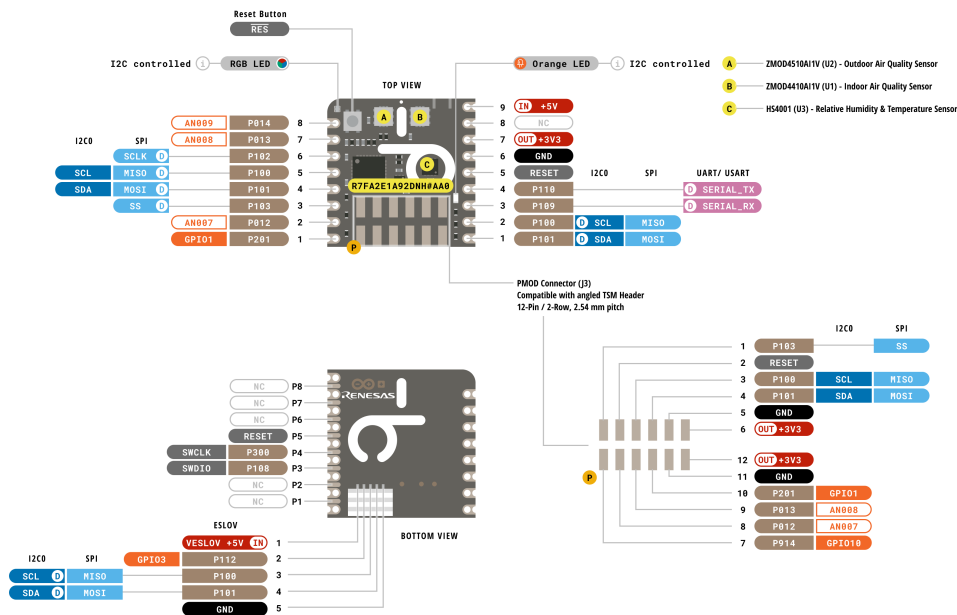 Reset Button
RES
I2C controlled i RGB LED
Orange LED i I2C controlled
TOP VIEW
A ZMOD4510AI1V (U2) - Outdoor Air Quality Sensor
B ZMOD4410AI1V (U1) - Indoor Air Quality Sensor
C HS4001 (U3) - Relative Humidity & Temperature Sensor
A B
C
R7FA2E1A92DNH#AA0
P
I2C0 SPI
AN009 P014 8
AN008 P013 7
SCLK D P102 6
SCL MISO D P100 5
SDA MOSI D P101 4
SS D P103 3
AN007 P012 2
GPIO1 P201 1
9 IN +5V
8 NC
7 OUT +3V3
6 GND
5 RESET I2C0 SPI UART/ USART
4 P110 D SERIAL_TX
3 P109 D SERIAL_RX
2 P100 D SCL MISO
1 P101 D SDA MOSI
PMOD Connector (J3)
Compatible with angled TSM Header
12-Pin / 2-Row, 2.54 mm pitch
I2C0 SPI
1 P103 SS
2 RESET
3 P100 SCL MISO
4 P101 SDA MOSI
5 GND
6 OUT +3V3
12 OUT +3V3
11 GND
10 P201 GPIO1
9 P013 AN008
8 P012 AN007
7 P914 GPIO10
P
RENESAS
NC P8
NC P7
NC P6
RESET P5
SWCLK P300 P4
SWDIO P108 P3
NC P2
NC P1
BOTTOM VIEW
ESLOV
I2C0 SPI
VESLOV +5V IN 1
GPIO3 P112 2
SCL D MISO P100 3
SDA D MOSI P101 4
GND 5